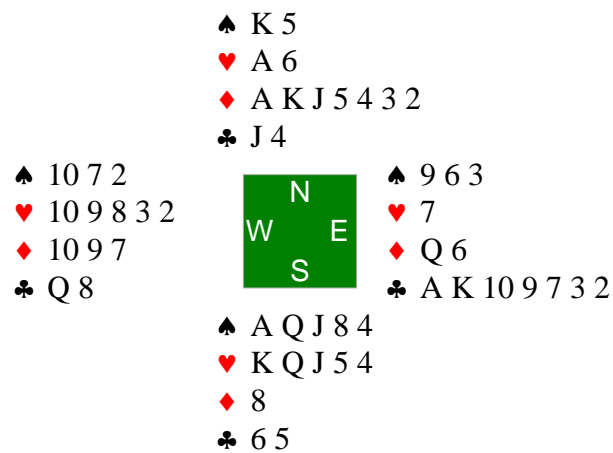 ♠ K 5
♥ A 6
♦ A K J 5 4 3 2
♣ J 4
♠ 10 7 2
♥ 10 9 8 3 2
♦ 10 9 7
♣ Q 8
N
W E
S
♠ 9 6 3
♥ 7
♦ Q 6
♣ A K 10 9 7 3 2
♠ A Q J 8 4
♥ K Q J 5 4
♦ 8
♣ 6 5